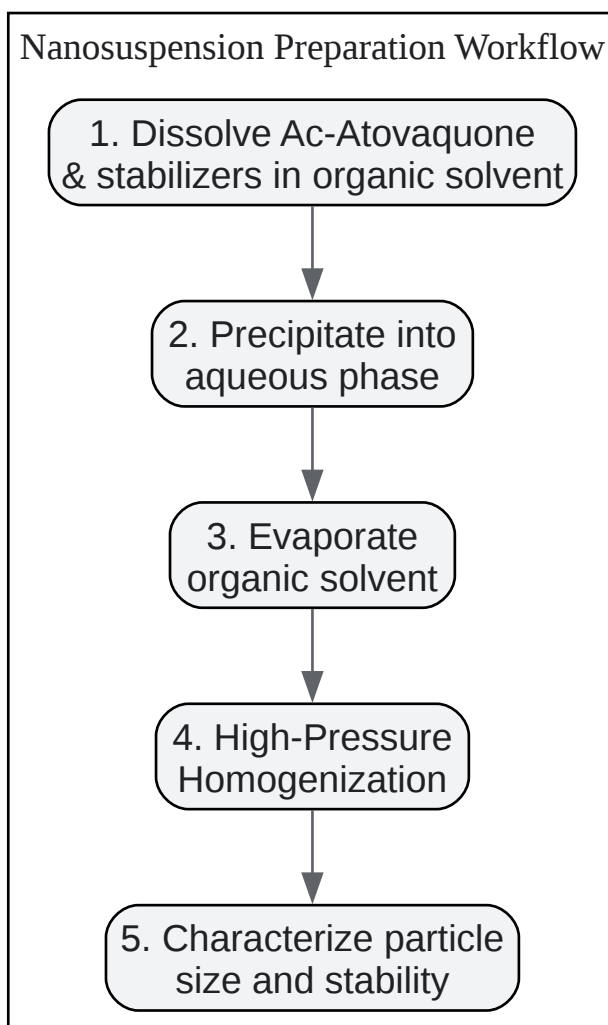 Nanosuspension Preparation Workflow
1. Dissolve Ac-Atovaquone
& stabilizers in organic solvent
2. Precipitate into
aqueous phase
3. Evaporate
organic solvent
4. High-Pressure
Homogenization
5. Characterize particle
size and stability